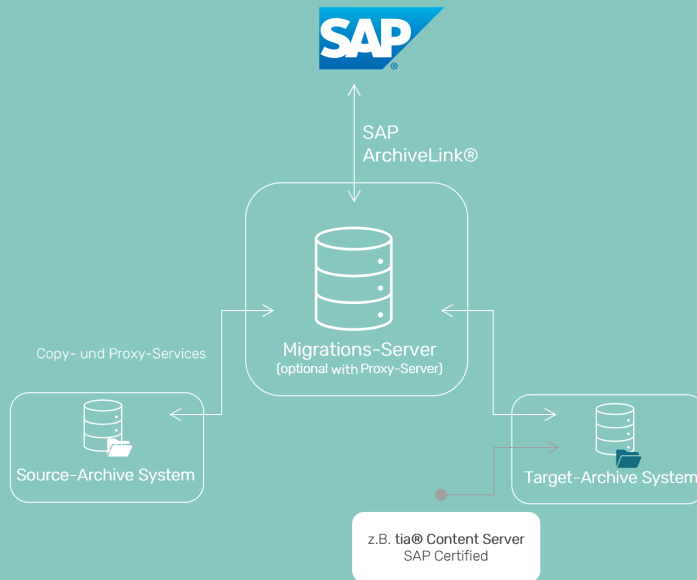 SAP
®
SAP
ArchiveLink®
Migrations-Server
(optional with Proxy-Server)
Copy- und Proxy-Services
Source-Archive System
Target-Archive System
z.B. tia® Content Server
SAP Certified